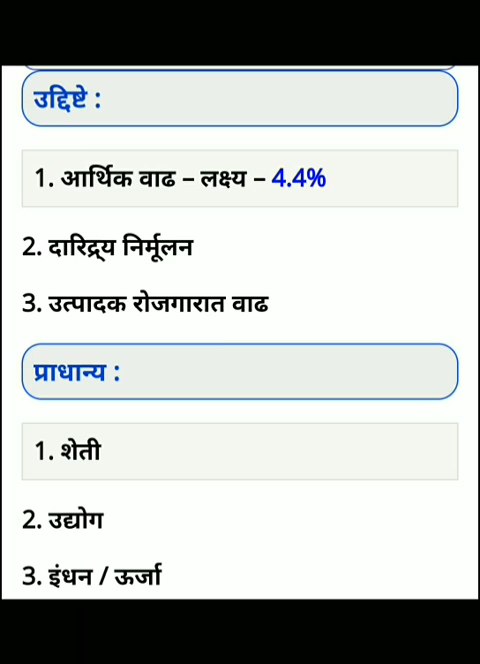 उद्दिष्टे :
1. आर्थिक वाढ – लक्ष्य – 4.4%
2. दारिद्र्य निर्मूलन
3. उत्पादक रोजगारात वाढ
प्राधान्य :
1. शेती
2. उद्योग
3. इंधन / ऊर्जा